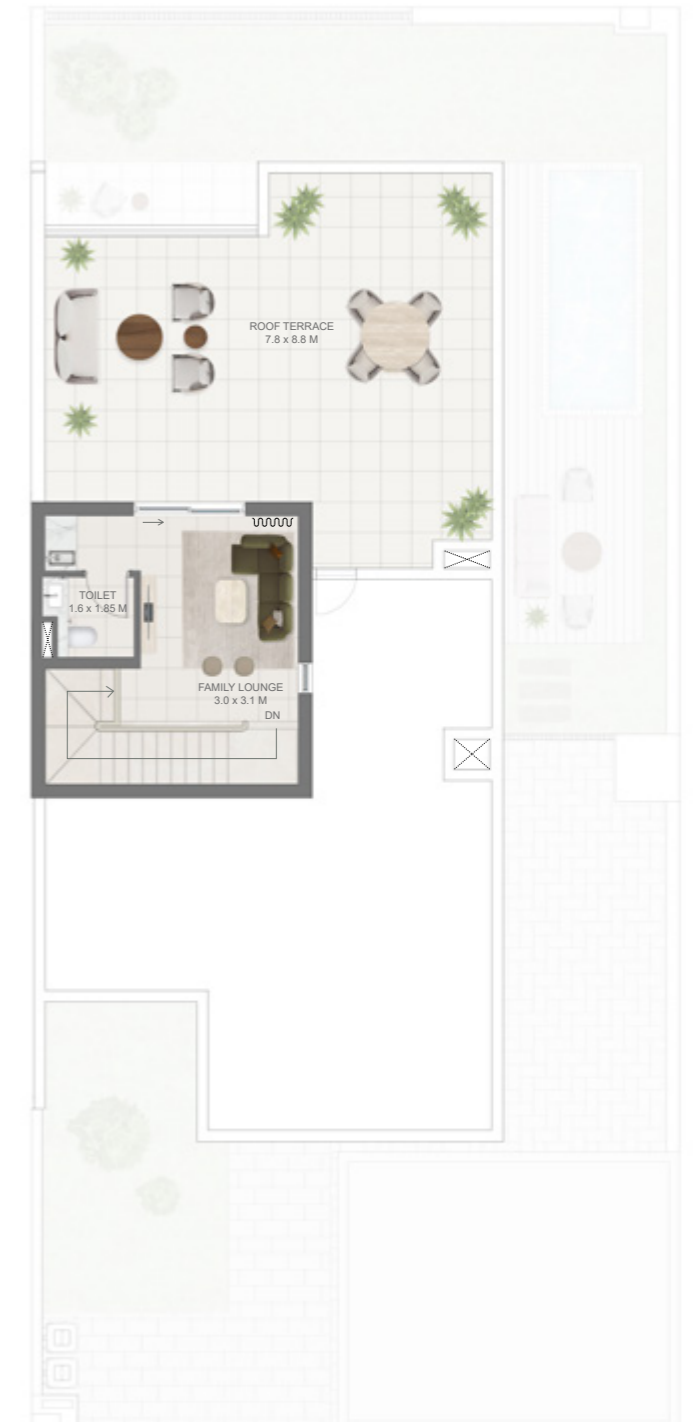 ROOF TERRACE
7.8 x 8.8 M
TOILET
1.6 x 1.85 M
FAMILY LOUNGE
3.0 x 3.1 M
DN